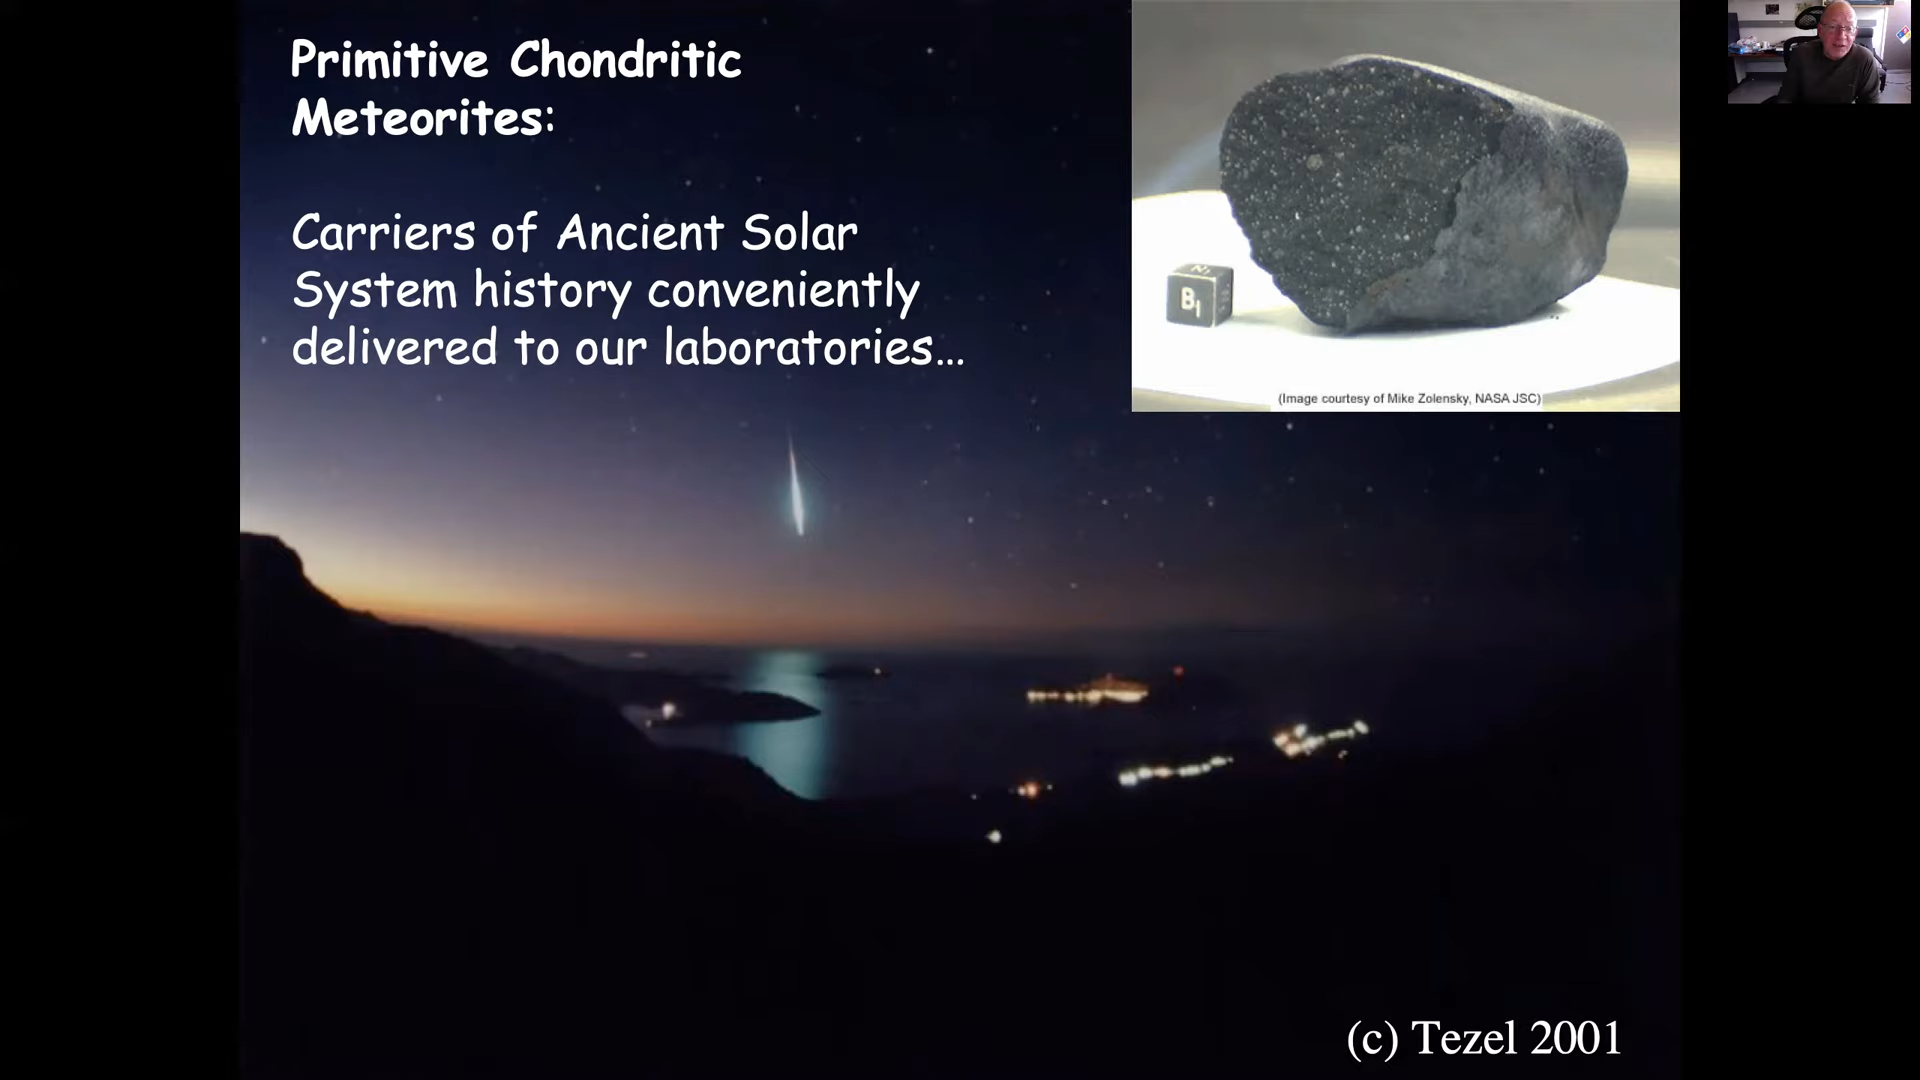 Primitive Chondritic
Meteorites:
Carriers of Ancient Solar
System history conveniently
delivered to our laboratories...
B1
(Image courtesy of Mike Zolensky, NASA JSC)
(c) Tezel 2001